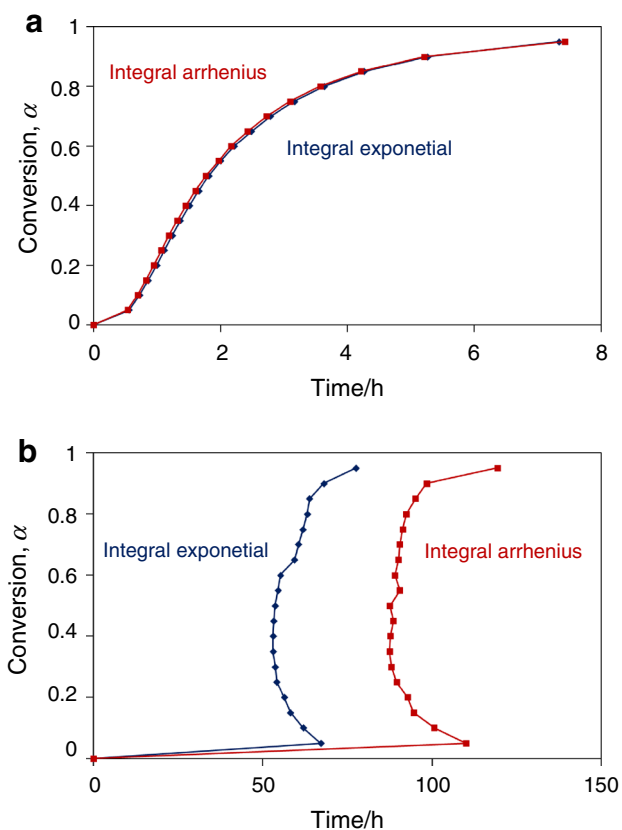 a
1
0.8
0.6
0.4
0.2
0
Conversion, α
Integral arrhenius
Integral exponetial
0 2 4 6 8
Time/h
b
1
0.8
0.6
0.4
0.2
0
Conversion, α
Integral exponetial
Integral arrhenius
0 50 100 150
Time/h